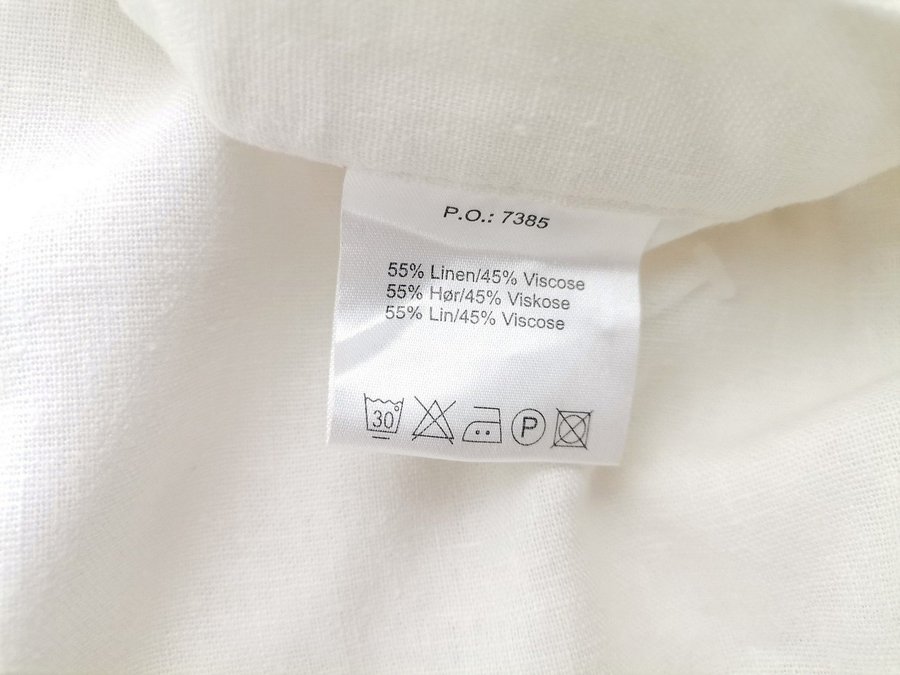 P.O.: 7385
55% Linen/45% Viscose
55% Hør/45% Viskose
55% Lin/45% Viscose
30° P